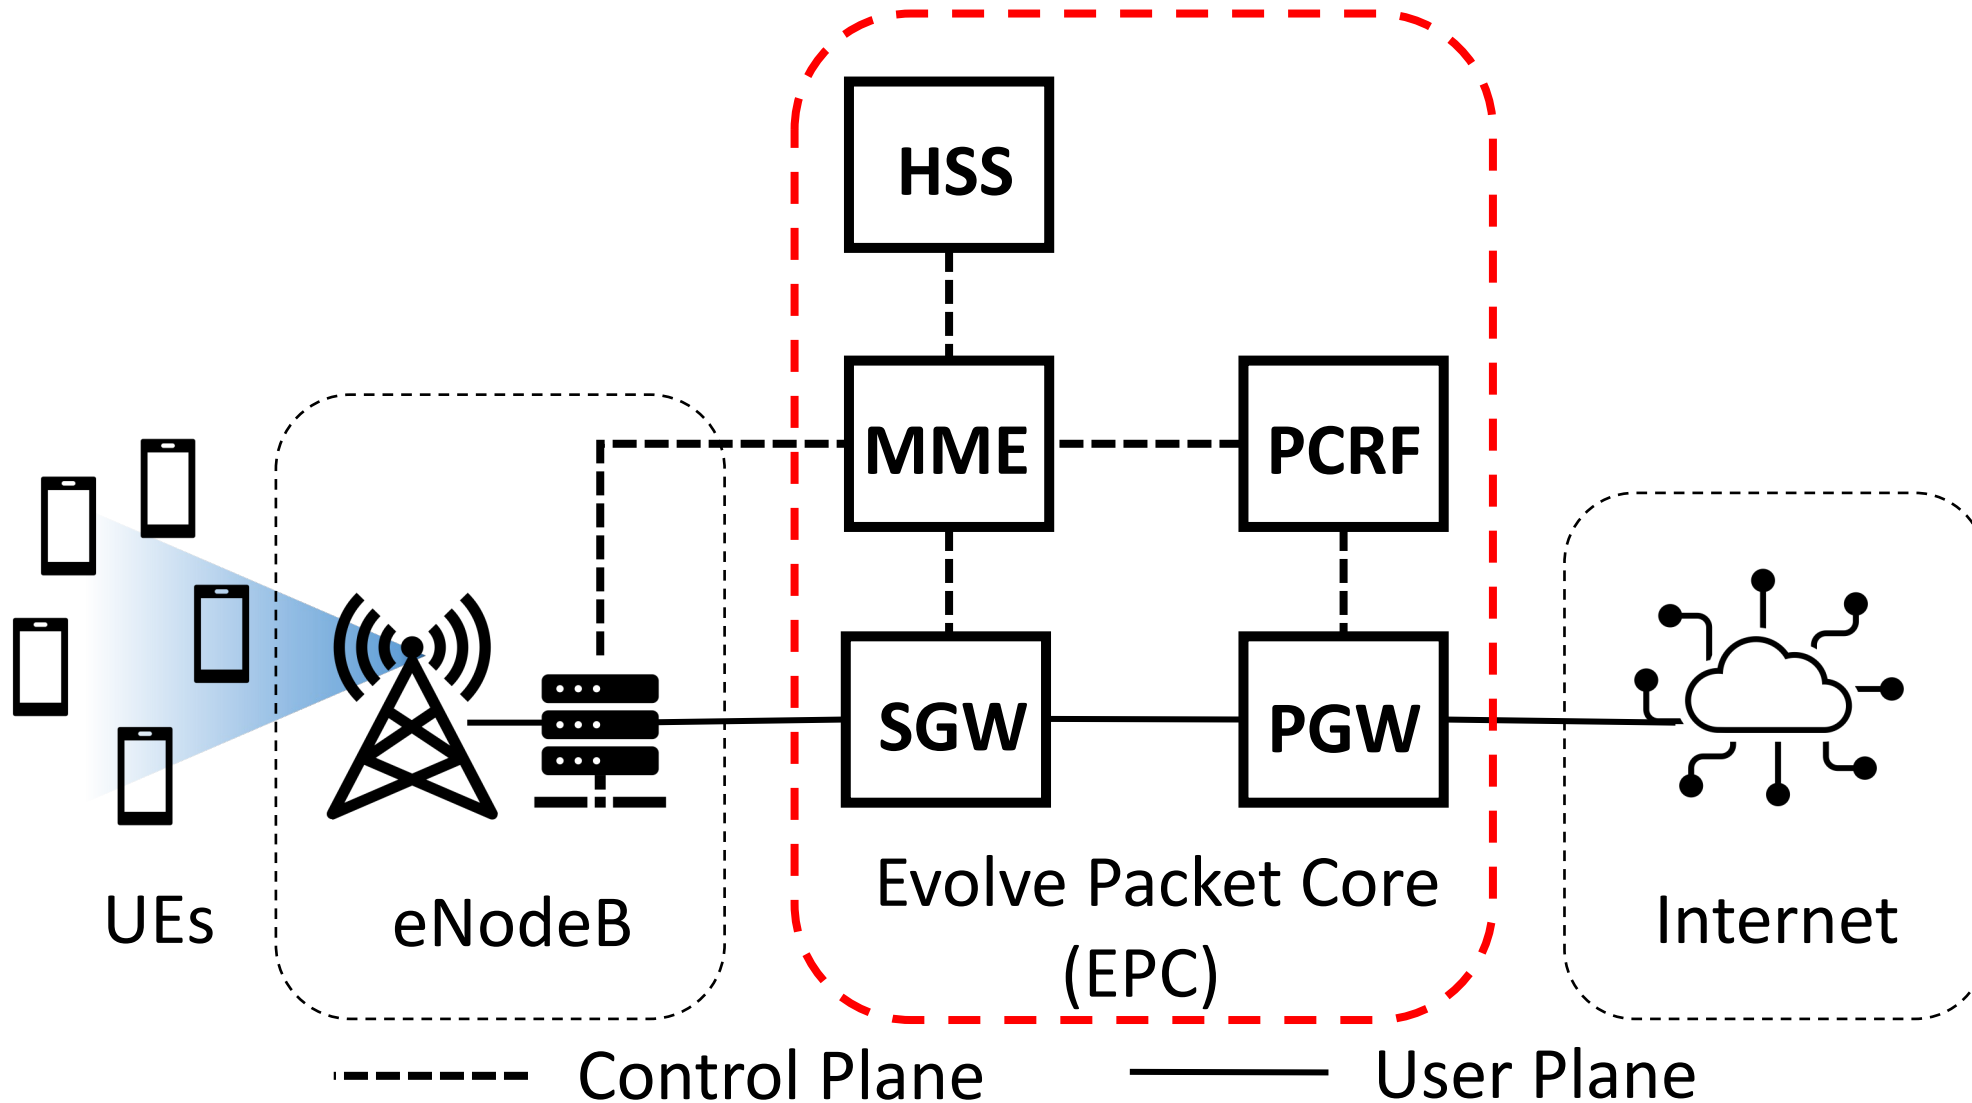 HSS
MME
PCRF
SGW
PGW
Evolve Packet Core
(EPC)
UEs
eNodeB
Internet
Control Plane
User Plane